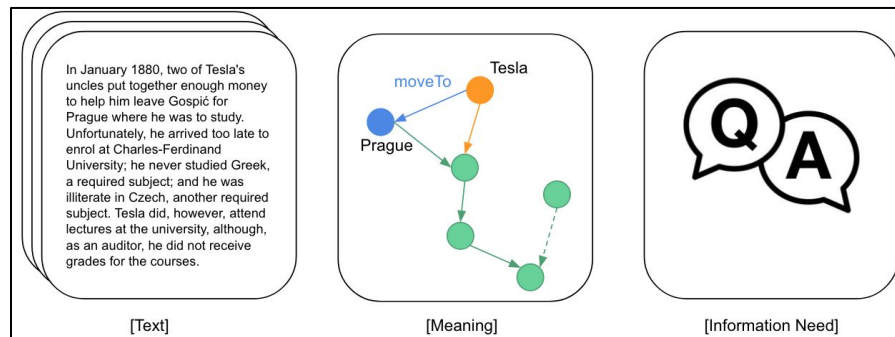 In January 1880, two of Tesla's
uncles put together enough money
to help him leave Gospić for
Prague where he was to study.
Unfortunately, he arrived too late to
enrol at Charles-Ferdinand
University; he never studied Greek,
a required subject; and he was
illiterate in Czech, another required
subject. Tesla did, however, attend
lectures at the university, although,
as an auditor, he did not receive
grades for the courses.
[Text]
Tesla
moveTo
Prague
[Meaning]
Q
A
[Information Need]